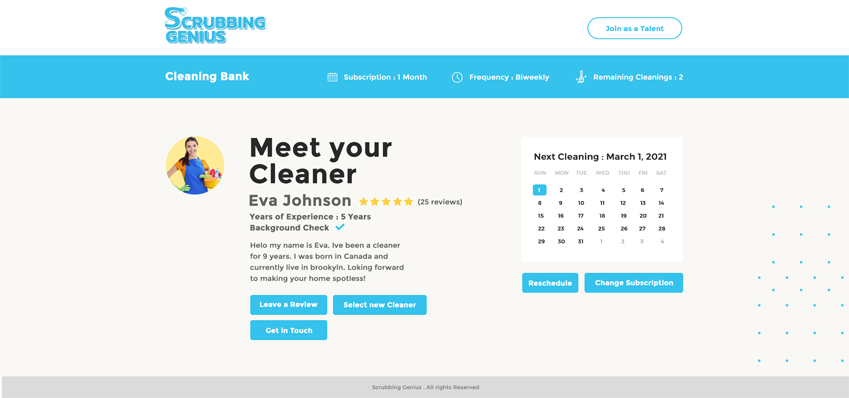 SCRUBBING
GENIUS
Join as a Talent
Cleaning Bank
Subscription : 1 Month
Frequency : Biweekly
Remaining Cleanings : 2
Meet your
Cleaner
Eva Johnson (25 reviews)
Years of Experience : 5 Years
Background Check
Helo my name is Eva. Ive been a cleaner
for 9 years. I was born in Canada and
currently live in brookyln. Loking forward
to making your home spotless!
Leave a Review
Select new Cleaner
Get in Touch
Next Cleaning : March 1, 2021
SUN MON TUE WED THU FRI SAT
1 2 3 4 5 6 7
8 9 10 11 12 13 14
15 16 17 18 19 20 21
22 23 24 25 26 27 28
29 30 31 1 2 3 4
Reschedule
Change Subscription
Scrubbing Genius . All rights Reserved